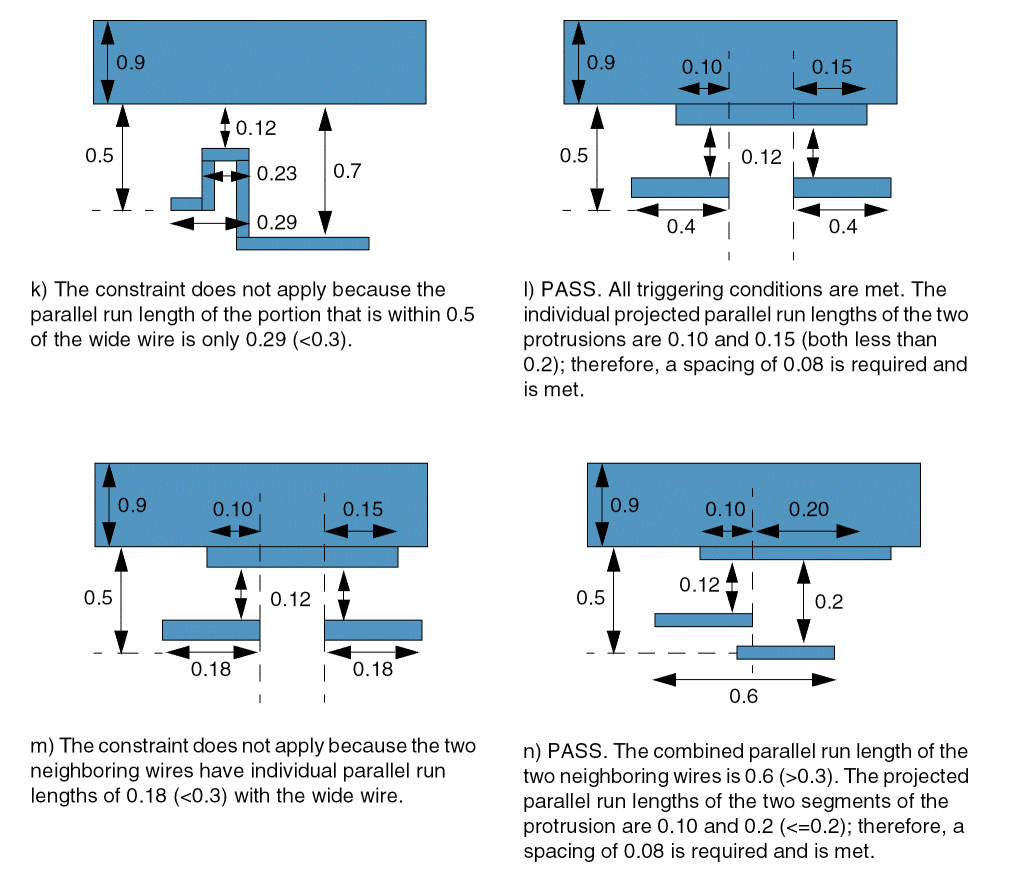 0.9
0.12
0.5
0.23
0.7
0.29
k) The constraint does not apply because the
parallel run length of the portion that is within 0.5
of the wide wire is only 0.29 (<0.3).
0.9
0.10
0.15
0.5
0.12
0.4
0.4
l) PASS. All triggering conditions are met. The
individual projected parallel run lengths of the two
protrusions are 0.10 and 0.15 (both less than
0.2); therefore, a spacing of 0.08 is required and
is met.
0.9
0.10
0.15
0.5
0.12
0.18
0.18
m) The constraint does not apply because the two
neighboring wires have individual parallel run
lengths of 0.18 (<0.3) with the wide wire.
0.9
0.10
0.20
0.5
0.12
0.2
0.6
n) PASS. The combined parallel run length of the
two neighboring wires is 0.6 (>0.3). The projected
parallel run lengths of the two segments of the
protrusion are 0.10 and 0.2 (<=0.2); therefore, a
spacing of 0.08 is required and is met.